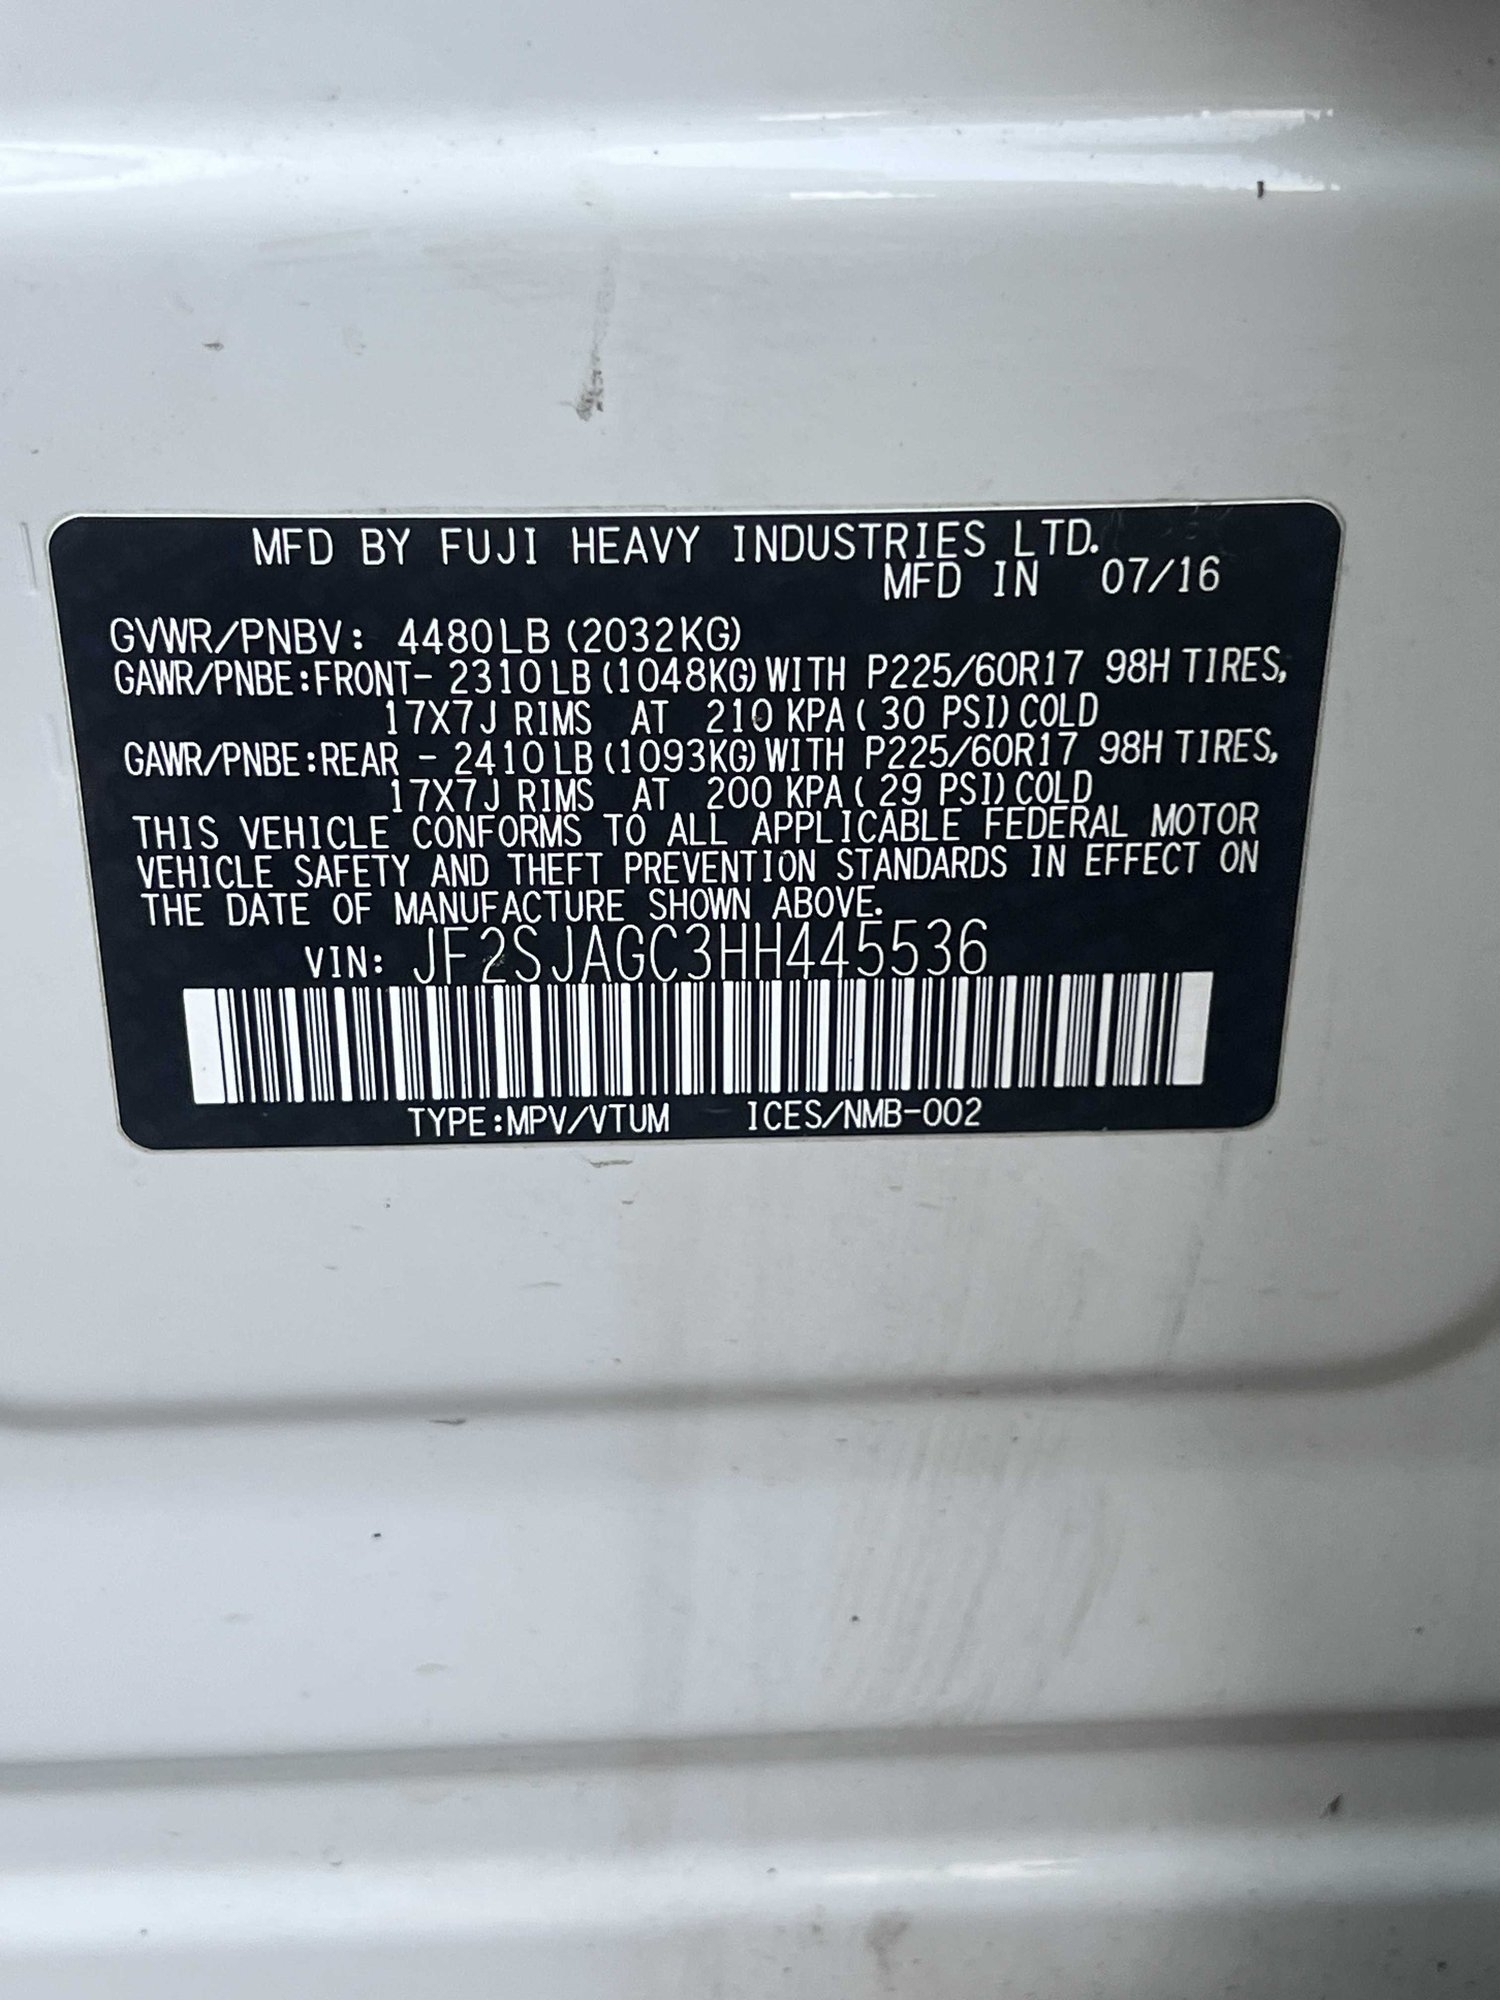 MFD BY FUJI HEAVY INDUSTRIES LTD.
MFD IN 07/16
GVWR/PNBV: 4480LB (2032KG)
GAWR/PNBE:FRONT- 2310LB (1048KG) WITH P225/60R17 98H TIRES,
17X7J RIMS AT 210 KPA ( 30 PSI) COLD
GAWR/PNBE:REAR - 2410LB (1093KG) WITH P225/60R17 98H TIRES,
17X7J RIMS AT 200 KPA ( 29 PSI) COLD
THIS VEHICLE CONFORMS TO ALL APPLICABLE FEDERAL MOTOR
VEHICLE SAFETY AND THEFT PREVENTION STANDARDS IN EFFECT ON
THE DATE OF MANUFACTURE SHOWN ABOVE.
VIN: JF2SJAGC3HH445536
TYPE:MPV/VTUM ICES/NMB-002